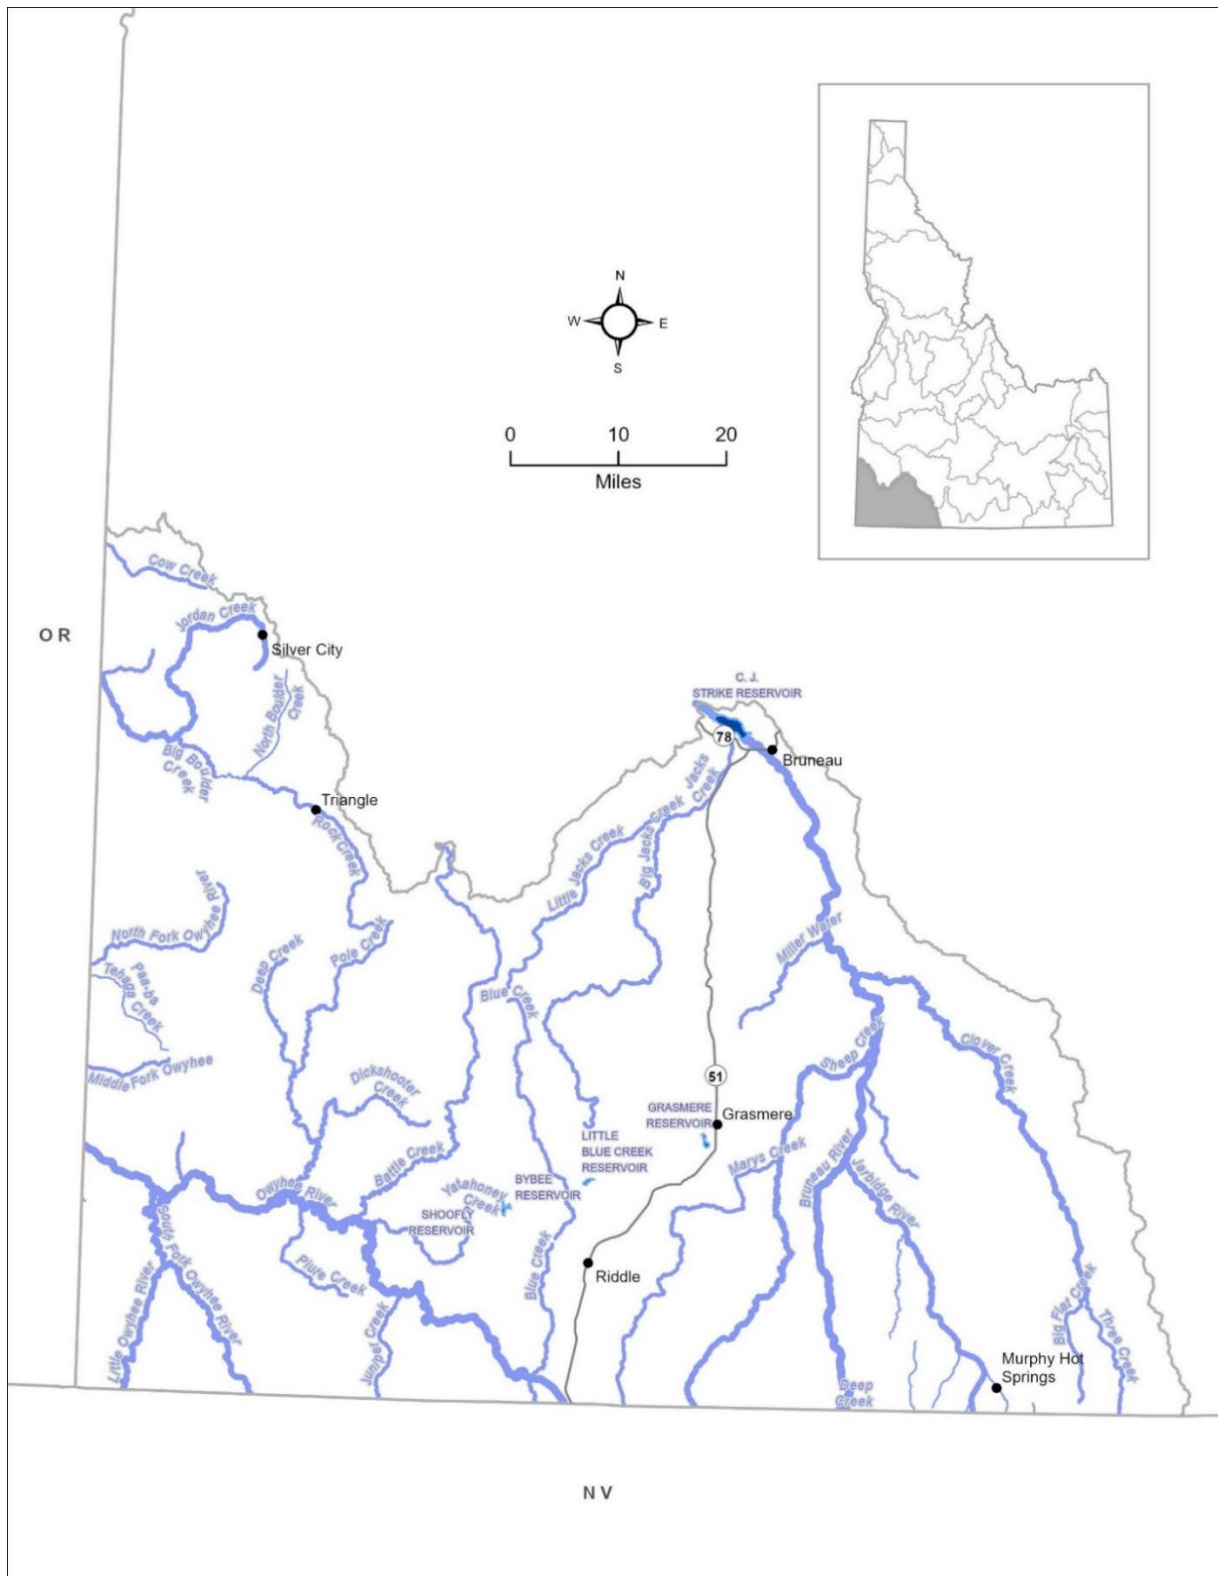 N
W
E
S
0
10
20
Miles
OR
Cow Creek
Jordan Creek
Silver City
North Boulder
Creek
Big Boulder
Creek
Triangle
Rock Creek
C. J.
STRIKE RESERVOIR
78
Bruneau
Jacks
Creek
Big Jacks Creek
Little Jacks Creek
North Fork Owyhee River
Paa-ba
Tehage Creek
Middle Fork Owyhee
Deep Creek
Pole Creek
Blue Creek
Miller Water
Sheep Creek
Clover Creek
51
Dickshooter
Creek
GRASMERE
RESERVOIR
Grasmere
LITTLE
BLUE CREEK
RESERVOIR
Battle Creek
Marys Creek
BYBEE
RESERVOIR
Yatahoney
Creek
SHOOFLY
RESERVOIR
Owyhee River
Bruneau River
Jarbidge River
South Fork Owyhee River
Little Owyhee River
Piute Creek
Juniper Creek
Blue Creek
Riddle
Big Flat Creek
Three Creek
Murphy Hot
Springs
Deep
Creek
NV